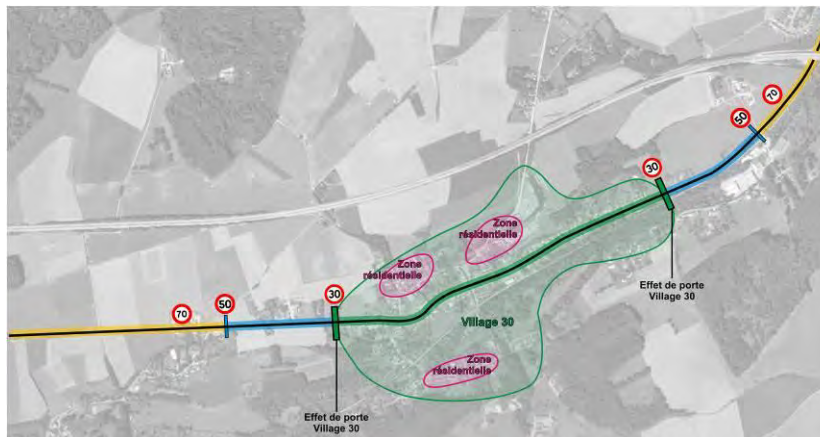 70
50
30
Zone
résidentielle
Zone
résidentielle
Village 30
Effet de porte
Village 30
70
50
30
Zone
résidentielle
Effet de porte
Village 30